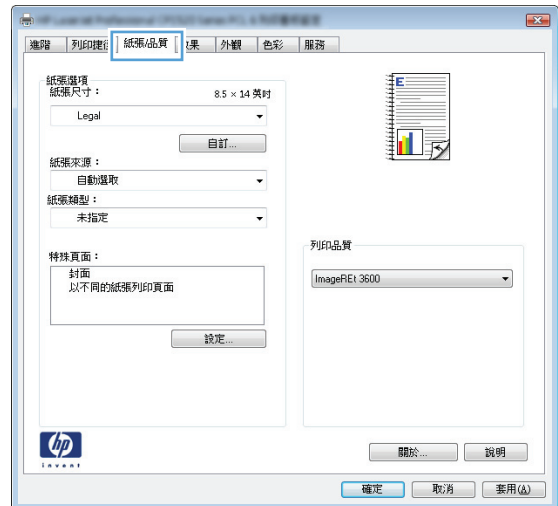 進階
列印捷徑
紙張/品質
效果
外觀
色彩
服務
紙張選項
紙張尺寸：
8.5 × 14 英吋
Legal
自訂...
紙張來源：
自動選取
紙張類型：
未指定
特殊頁面：
封面
以不同的紙張列印頁面
設定...
E
列印品質
ImageREt 3600
hp
invent
關於...
說明
確定
取消
套用(A)